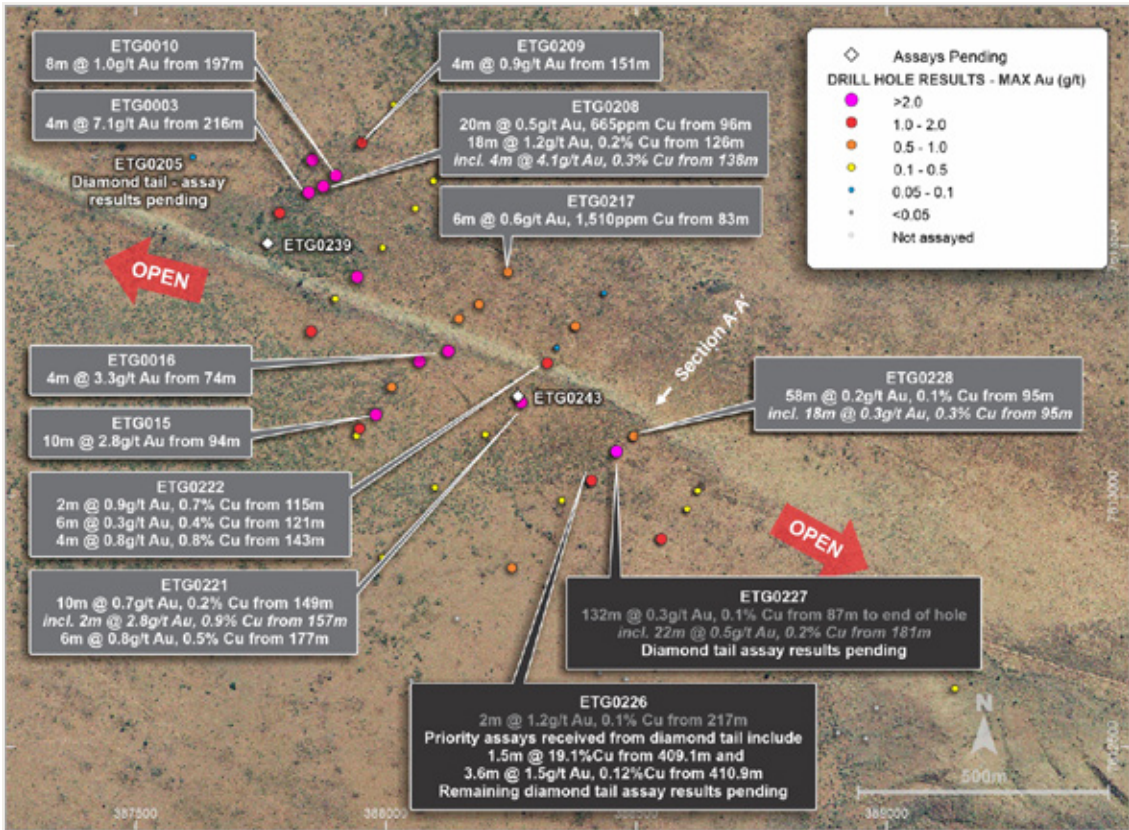 ETG0010
8m @ 1.0g/t Au from 197m
ETG0209
4m @ 0.9g/t Au from 151m
ETG0003
4m @ 7.1g/t Au from 216m
ETG0208
20m @ 0.5g/t Au, 665ppm Cu from 96m
18m @ 1.2g/t Au, 0.2% Cu from 126m
incl. 4m @ 4.1g/t Au, 0.3% Cu from 138m
ETG0205
Diamond tail - assay
results pending
ETG0217
6m @ 0.6g/t Au, 1,510ppm Cu from 83m
Assays Pending
DRILL HOLE RESULTS - MAX Au (g/t)
>2.0
1.0 - 2.0
0.5 - 1.0
0.1 - 0.5
0.05 - 0.1
<0.05
Not assayed
ETG0239
OPEN
Section A-A'
ETG0016
4m @ 3.3g/t Au from 74m
ETG0243
ETG0228
58m @ 0.2g/t Au, 0.1% Cu from 95m
incl. 18m @ 0.3g/t Au, 0.3% Cu from 95m
ETG015
10m @ 2.8g/t Au from 94m
ETG0222
2m @ 0.9g/t Au, 0.7% Cu from 115m
6m @ 0.3g/t Au, 0.4% Cu from 121m
4m @ 0.8g/t Au, 0.8% Cu from 143m
7613000
OPEN
ETG0221
10m @ 0.7g/t Au, 0.2% Cu from 149m
incl. 2m @ 2.8g/t Au, 0.9% Cu from 157m
6m @ 0.8g/t Au, 0.5% Cu from 177m
ETG0227
132m @ 0.3g/t Au, 0.1% Cu from 87m to end of hole
incl. 22m @ 0.5g/t Au, 0.2% Cu from 181m
Diamond tail assay results pending
ETG0226
2m @ 1.2g/t Au, 0.1% Cu from 217m
Priority assays received from diamond tail include
1.5m @ 19.1%Cu from 409.1m and
3.6m @ 1.5g/t Au, 0.12%Cu from 410.9m
Remaining diamond tail assay results pending
N
500m
387500
388000
389000